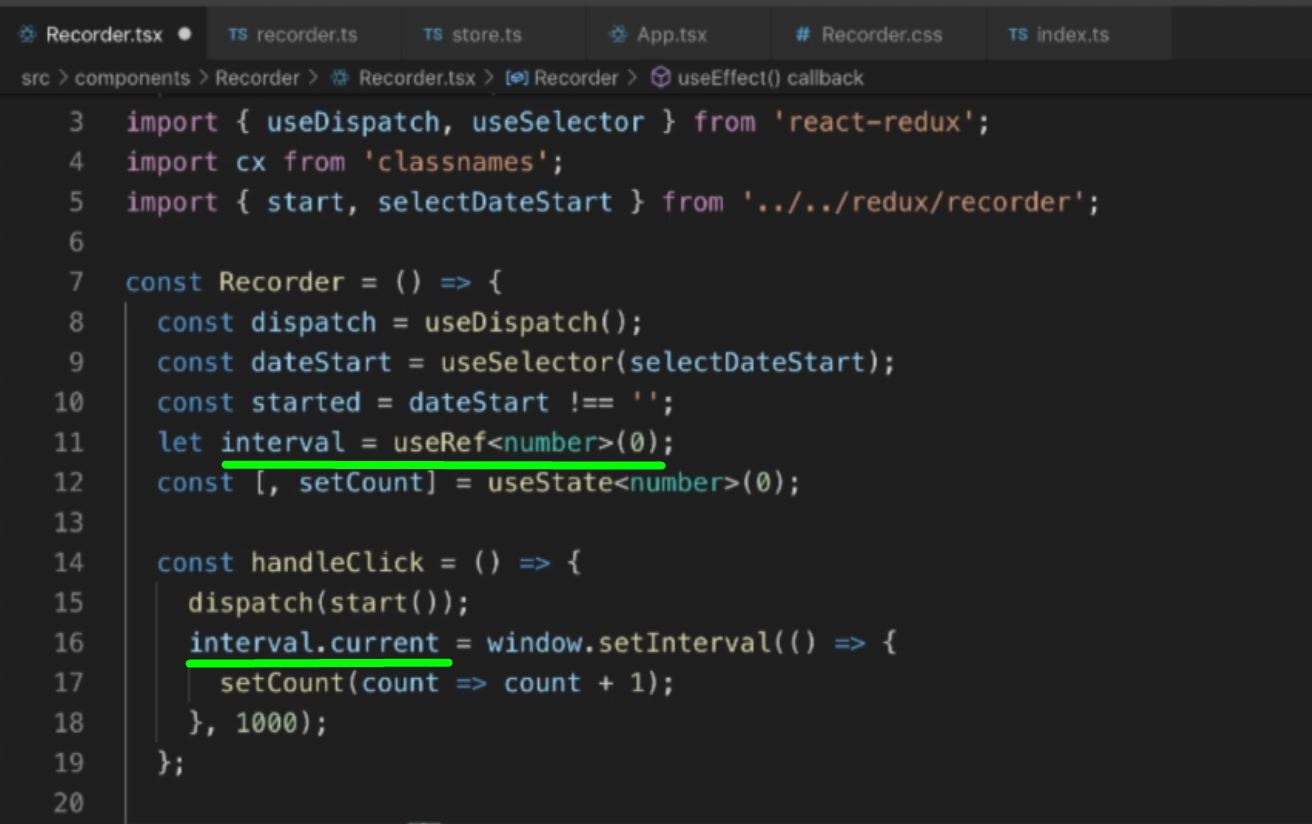 Recorder.tsx ● TS recorder.ts TS store.ts App.tsx # Recorder.css TS index.ts
src > components > Recorder > Recorder.tsx > Recorder > useEffect() callback
3 import { useDispatch, useSelector } from 'react-redux';
4 import cx from 'classnames';
5 import { start, selectDateStart } from '../../redux/recorder';
6
7 const Recorder = () => {
8 const dispatch = useDispatch();
9 const dateStart = useSelector(selectDateStart);
10 const started = dateStart !== '';
11 let interval = useRef<number>(0);
12 const [, setCount] = useState<number>(0);
13
14 const handleClick = () => {
15 dispatch(start());
16 interval.current = window.setInterval(() => {
17 setCount(count => count + 1);
18 }, 1000);
19 };
20